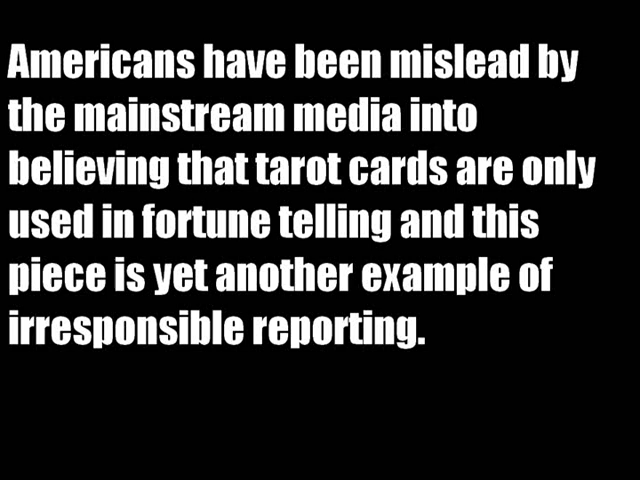 Americans have been mislead by
the mainstream media into
believing that tarot cards are only
used in fortune telling and this
piece is yet another example of
irresponsible reporting.